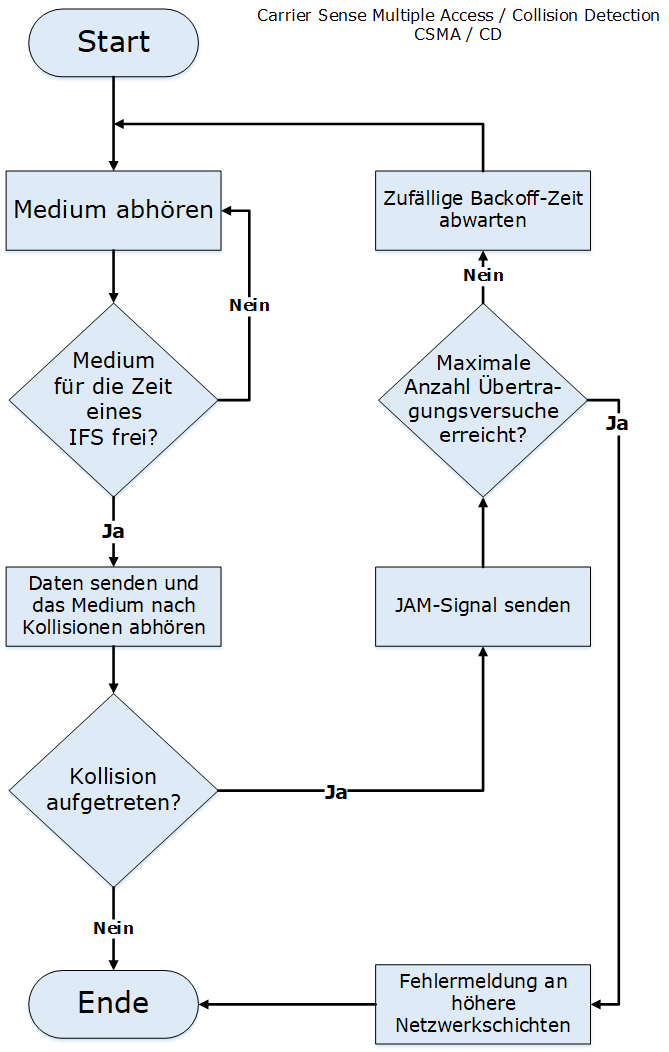 Carrier Sense Multiple Access / Collision Detection
CSMA / CD
Start
Medium abhören
Nein
Medium
für die Zeit
eines
IFS frei?
Ja
Daten senden und
das Medium nach
Kollisionen abhören
Kollision
aufgetreten?
Ja
Nein
Ende
Zufällige Backoff-Zeit
abwarten
Nein
Maximale
Anzahl Übertra-
gungsversuche
erreicht?
Ja
JAM-Signal senden
Fehlermeldung an
höhere
Netzwerkschichten